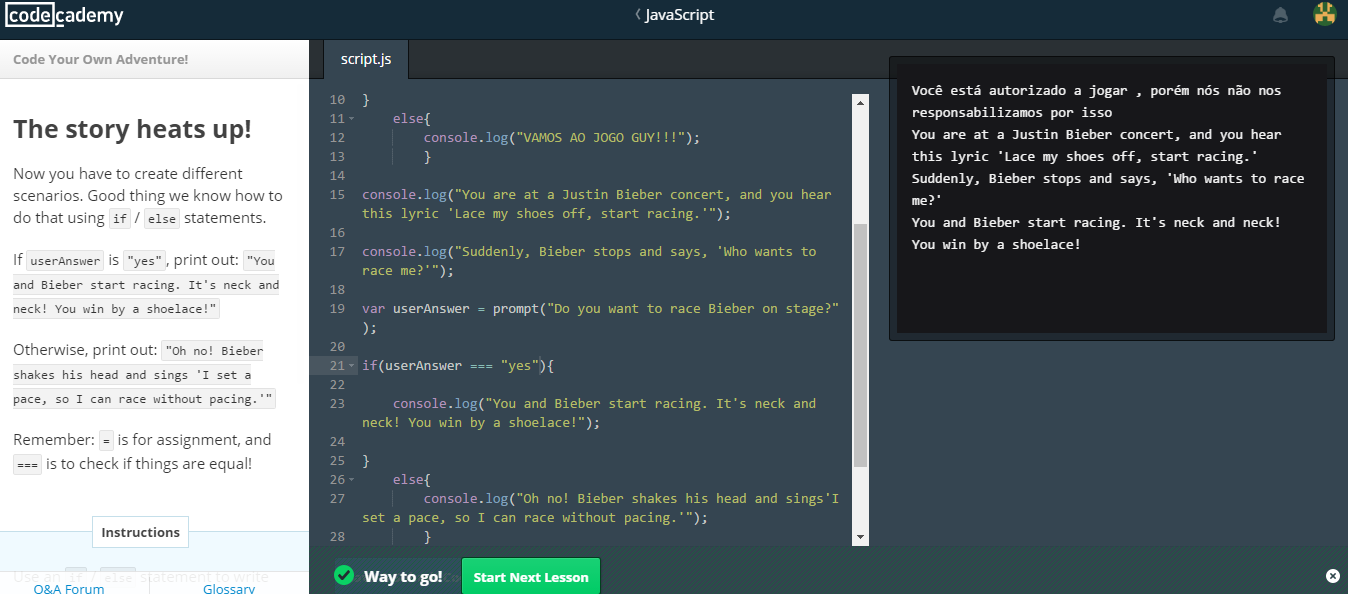 codecademy
JavaScript
Code Your Own Adventure!
The story heats up!
Now you have to create different
scenarios. Good thing we know how to
do that using if / else statements.
If userAnswer is "yes", print out: "You
and Bieber start racing. It's neck and
neck! You win by a shoelace!"
Otherwise, print out: "Oh no! Bieber
shakes his head and sings 'I set a
pace, so I can race without pacing.'"
Remember: = is for assignment, and
=== is to check if things are equal!
Instructions
Use an if / else statement to write
Q&A Forum
Glossary
script.js
10 }
11 else{
12 console.log("VAMOS AO JOGO GUY!!!");
13 }
14
15 console.log("You are at a Justin Bieber concert, and you hear
this lyric 'Lace my shoes off, start racing.'");
16
17 console.log("Suddenly, Bieber stops and says, 'Who wants to
race me?'");
18
19 var userAnswer = prompt("Do you want to race Bieber on stage?"
);
20
21 if(userAnswer === "yes"){
22
23 console.log("You and Bieber start racing. It's neck and
neck! You win by a shoelace!");
24
25 }
26 else{
27 console.log("Oh no! Bieber shakes his head and sings'I
set a pace, so I can race without pacing.'");
28 }
Way to go!
Start Next Lesson
Você está autorizado a jogar , porém nós não nos
responsabilizamos por isso
You are at a Justin Bieber concert, and you hear
this lyric 'Lace my shoes off, start racing.'
Suddenly, Bieber stops and says, 'Who wants to race
me?'
You and Bieber start racing. It's neck and neck!
You win by a shoelace!